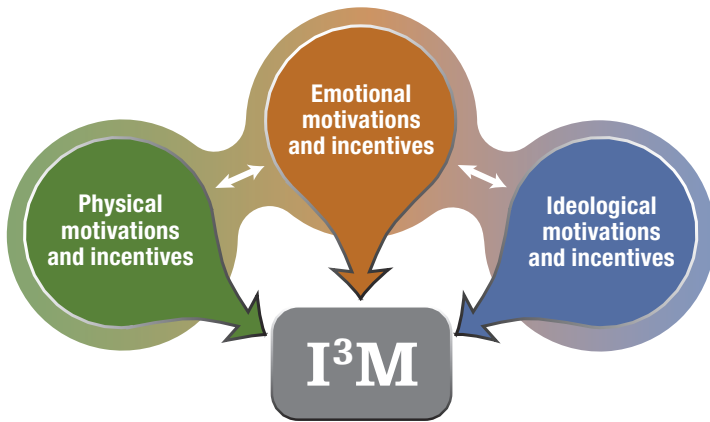 Emotional
motivations
and incentives
Physical
motivations
and incentives
Ideological
motivations
and incentives
I³M